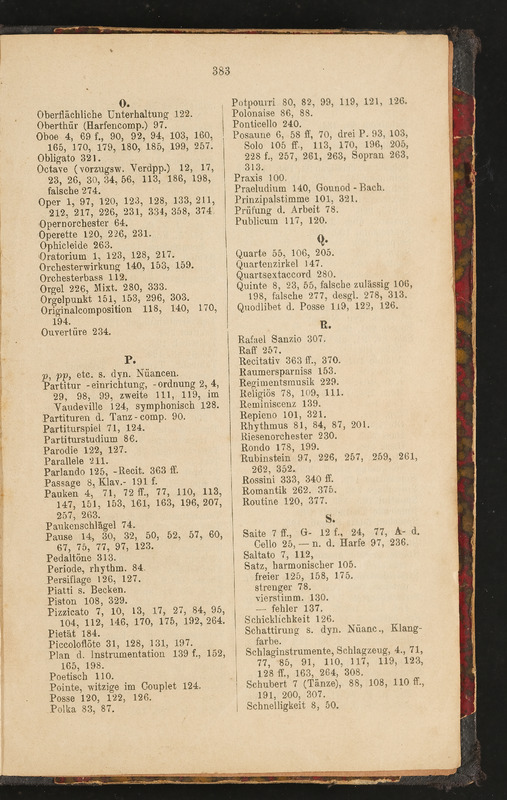 383
O.
Oberflächliche Unterhaltung 122.
Oberthür (Harfencomp.) 97.
Oboe 4, 69 f., 90, 92, 94, 103, 160,
165, 170, 179, 180, 185, 199, 257.
Obligato 321.
Octave (vorzugsw. Verdpp.) 12, 17,
23, 26, 30, 34, 56, 113, 186, 198,
falsche 274.
Oper 1, 97, 120, 123, 128, 133, 211,
212, 217, 226, 231, 334, 358, 374
Opernorchester 64.
Operette 120, 226, 231.
Ophicleide 263.
Oratorium 1, 123, 128, 217.
Orchesterwirkung 140, 153, 159.
Orchesterbass 112.
Orgel 226, Mixt. 280, 333.
Orgelpunkt 151, 153, 296, 303.
Originalcomposition 118, 140, 170,
194.
Ouvertüre 234.
P.
p, pp, etc. s. dyn. Nüancen.
Partitur -einrichtung, -ordnung 2, 4,
29, 98, 99, zweite 111, 119, im
Vaudeville 124, symphonisch 128.
Partituren d. Tanz-comp. 90.
Partiturspiel 71, 124.
Partiturstudium 86.
Parodie 122, 127.
Parallele 211.
Parlando 125, -Recit. 363 ff.
Passage 8, Klav.- 191 f.
Pauken 4, 71, 72 ff., 77, 110, 113,
147, 151, 153, 161, 163, 196, 207,
257, 263.
Paukenschlägel 74.
Pause 14, 30, 32, 50, 52, 57, 60,
67, 75, 77, 97, 123.
Pedaltöne 313.
Periode, rhythm. 84.
Persiflage 126, 127.
Piatti s. Becken.
Piston 108, 329.
Pizzicato 7, 10, 13, 17, 27, 84, 95,
104, 112, 146, 170, 175, 192, 264.
Pietät 184.
Piccoloflöte 31, 128, 131, 197.
Plan d. Instrumentation 139 f., 152,
165, 198.
Poetisch 110.
Pointe, witzige im Couplet 124.
Posse 120, 122, 126.
Polka 83, 87.
Potpourri 80, 82, 99, 119, 121, 126.
Polonaise 86, 88.
Ponticello 240.
Posaune 6, 58 ff, 70, drei P. 93, 103,
Solo 105 ff., 113, 170, 196, 205,
228 f., 257, 261, 263, Sopran 263,
313.
Praxis 100.
Praeludium 140, Gounod-Bach.
Prinzipalstimme 101, 321.
Prüfung d. Arbeit 78.
Publicum 117, 120.
Q.
Quarte 55, 106, 205.
Quartenzirkel 147.
Quartsextaccord 280.
Quinte 8, 23, 55, falsche zulässig 106,
198, falsche 277, desgl. 278, 313.
Quodlibet d. Posse 119, 122, 126.
R.
Rafael Sanzio 307.
Raff 257.
Recitativ 363 ff., 370.
Raumersparniss 153.
Regimentsmusik 229.
Religiös 78, 109, 111.
Reminiscenz 139.
Repieno 101, 321.
Rhythmus 81, 84, 87, 201.
Riesenorchester 230.
Rondo 178, 199.
Rubinstein 97, 226, 257, 259, 261,
262, 352.
Rossini 333, 340 ff.
Romantik 262. 375.
Routine 120, 377.
S.
Saite 7 ff., G- 12 f., 24, 77, A- d.
Cello 25, — n. d. Harfe 97, 236.
Saltato 7, 112,
Satz, harmonischer 105.
freier 125, 158, 175.
strenger 78.
vierstimm. 130.
— fehler 137.
Schicklichkeit 126.
Schattirung s. dyn. Nüanc., Klang-
farbe.
Schlaginstrumente, Schlagzeug, 4., 71,
77, 85, 91, 110, 117, 119, 123,
128 ff., 163, 264, 308.
Schubert 7 (Tänze), 88, 108, 110 ff.,
191, 200, 307.
Schnelligkeit 8, 50.